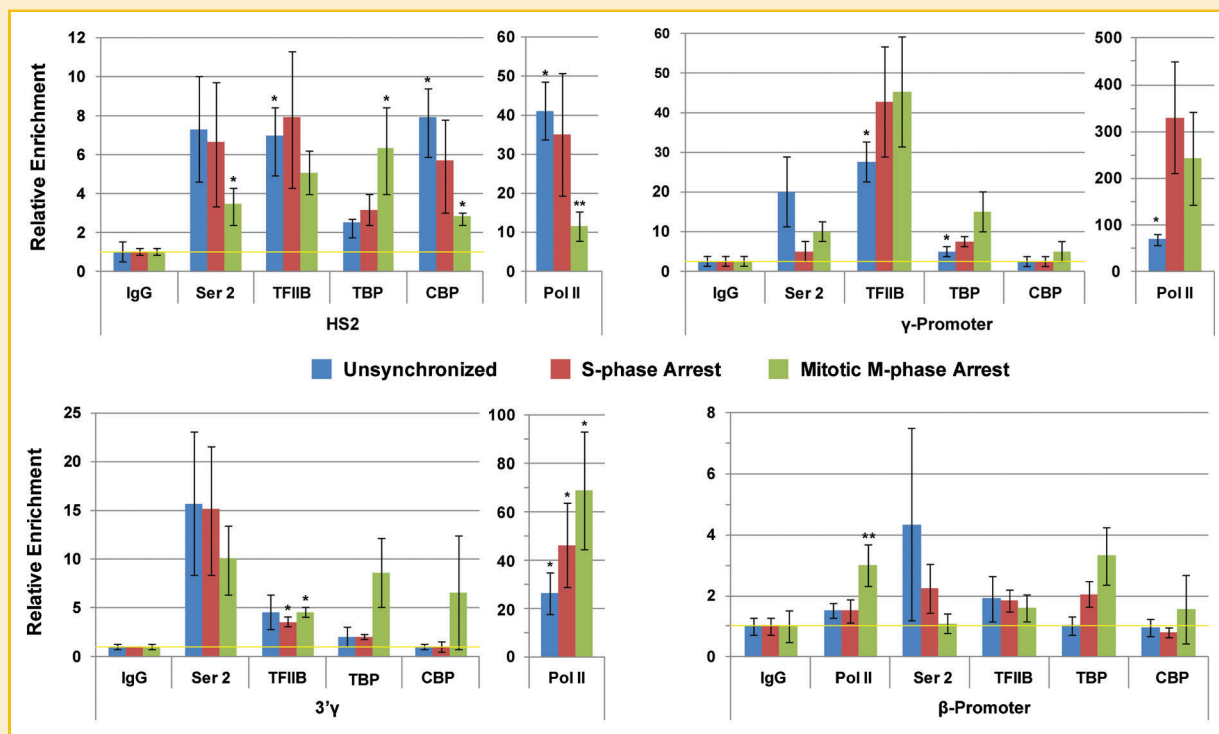 Relative Enrichment
12
10
8
6
4
2
0
60
50
40
30
20
10
0
* * * * * * * **
IgG Ser 2 TFIIB TBP CBP Pol II
HS2
Relative Enrichment
60
50
40
30
20
10
0
500
400
300
200
100
0
* * *
IgG Ser 2 TFIIB TBP CBP Pol II
γ-Promoter
Unsynchronized S-phase Arrest Mitotic M-phase Arrest
Relative Enrichment
25
20
15
10
5
0
100
80
60
40
20
0
* * * * *
IgG Ser 2 TFIIB TBP CBP Pol II
3'γ
Relative Enrichment
8
6
4
2
0
**
IgG Pol II Ser 2 TFIIB TBP CBP
β-Promoter